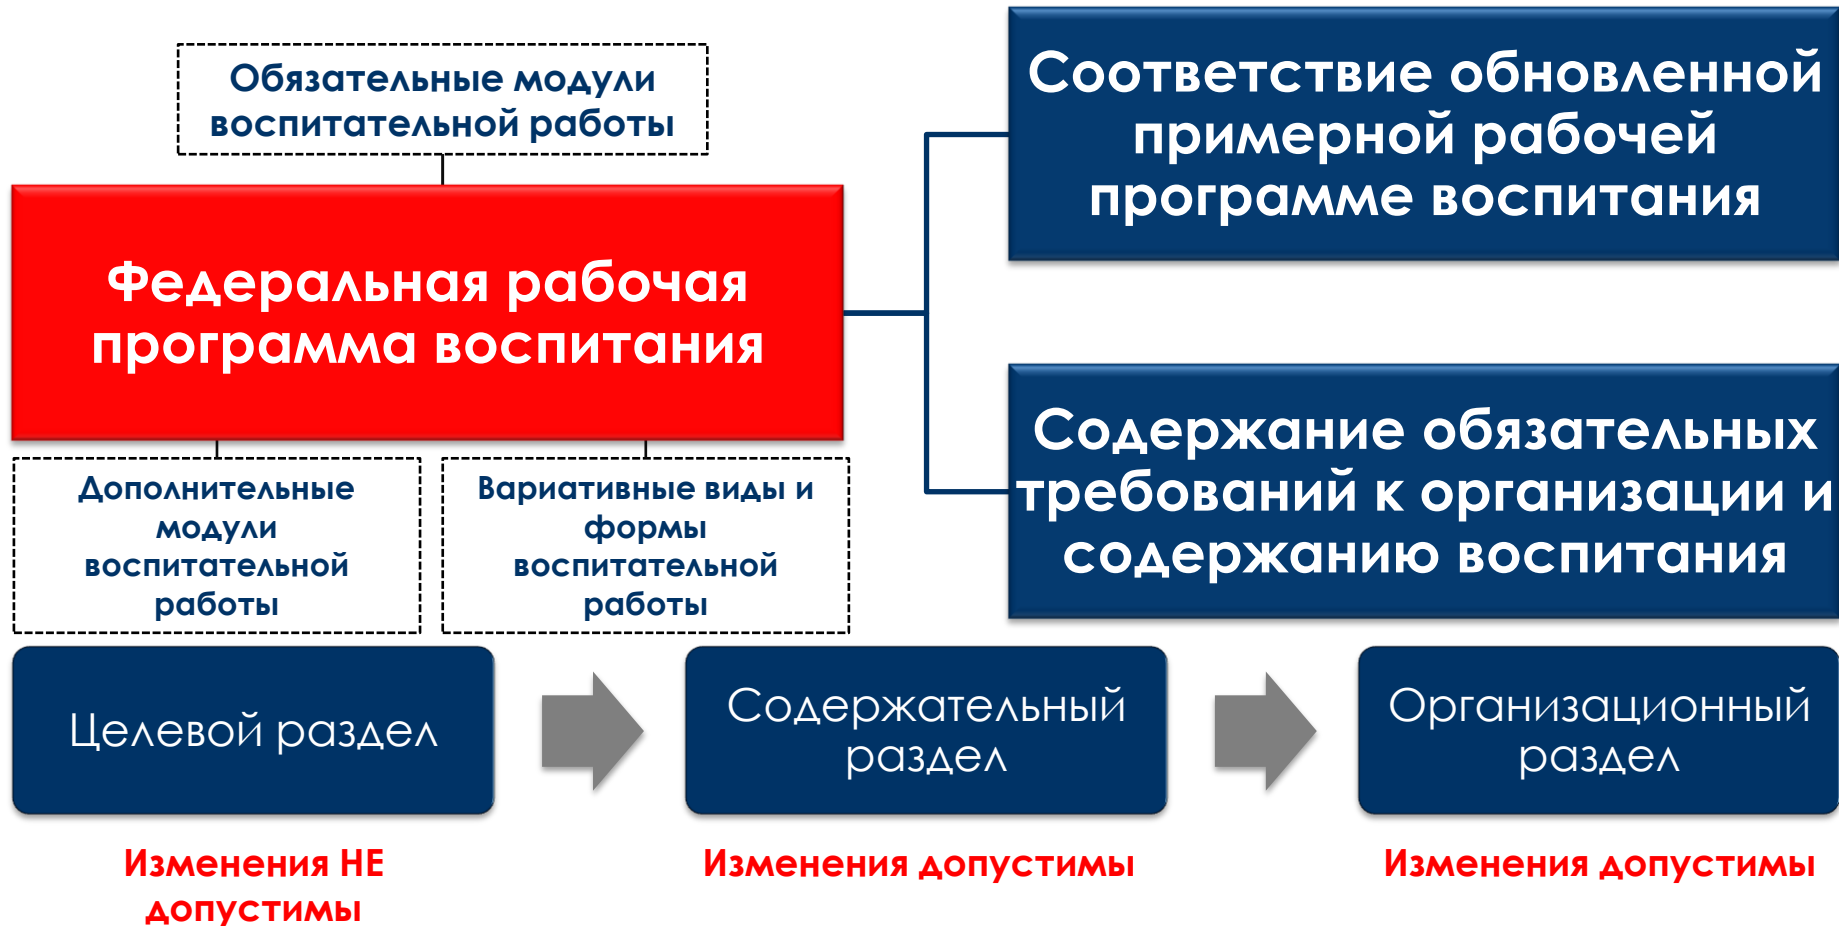 Обязательные модули
воспитательной работы
Федеральная рабочая
программа воспитания
Дополнительные
модули
воспитательной
работы
Вариативные виды и
формы
воспитательной
работы
Соответствие обновленной
примерной рабочей
программе воспитания
Содержание обязательных
требований к организации и
содержанию воспитания
Целевой раздел
Содержательный
раздел
Организационный
раздел
Изменения НЕ
допустимы
Изменения допустимы
Изменения допустимы